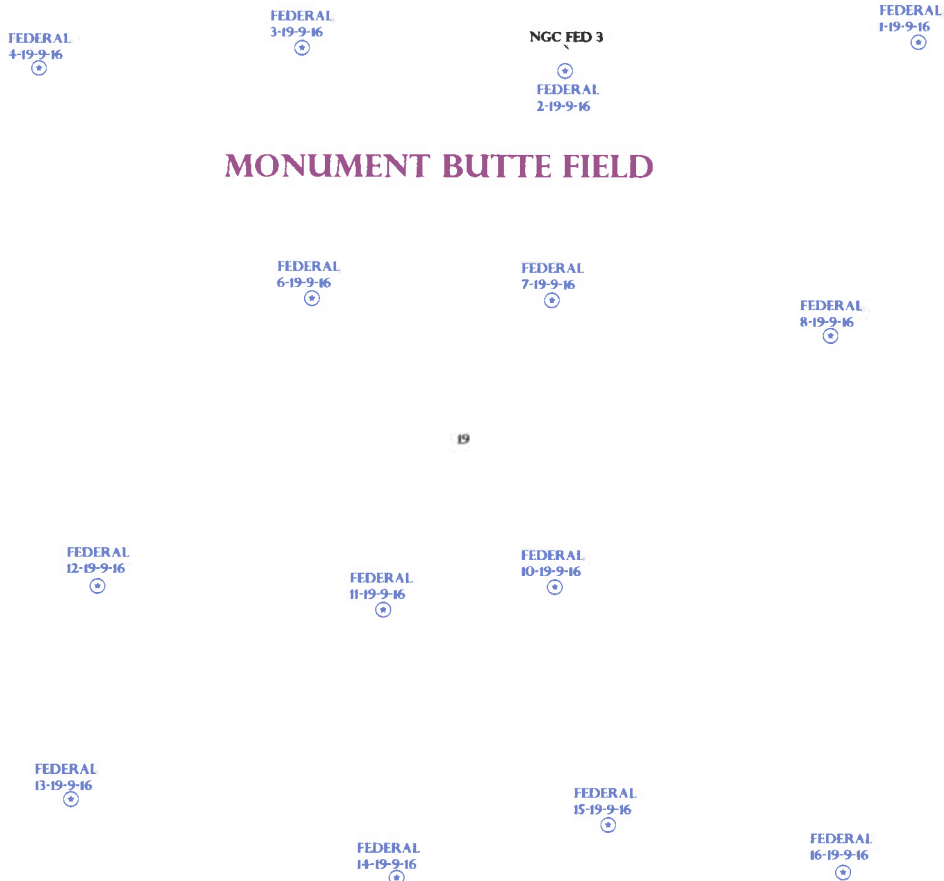 FEDERAL
1-19-9-16
FEDERAL
3-19-9-16
NGC FED 3
FEDERAL
4-19-9-16
FEDERAL
2-19-9-16
MONUMENT BUTTE FIELD
FEDERAL
6-19-9-16
FEDERAL
7-19-9-16
FEDERAL
8-19-9-16
19
FEDERAL
12-19-9-16
FEDERAL
10-19-9-16
FEDERAL
11-19-9-16
FEDERAL
13-19-9-16
FEDERAL
15-19-9-16
FEDERAL
16-19-9-16
FEDERAL
14-19-9-16